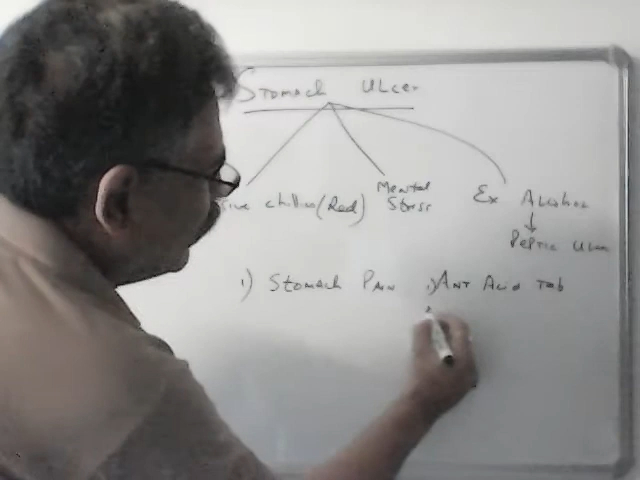 Stomach Ulcer
chillies (Red) Mental Stress Ex Alcohol
Peptic Ulcer
1) Stomach Pain 1) Ant Acid Tab